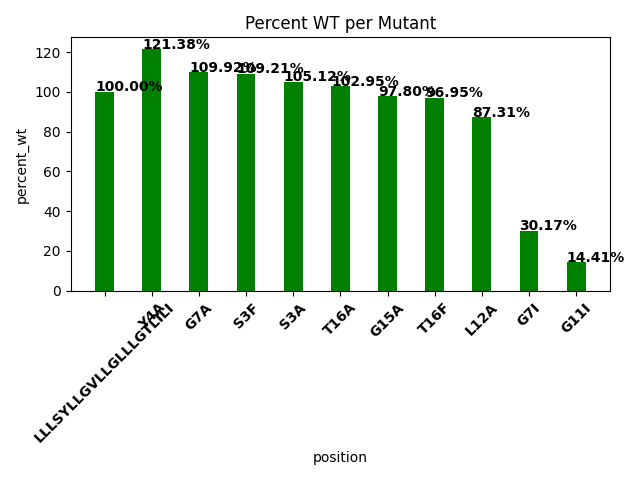 Percent WT per Mutant
percent_wt
120
100
80
60
40
20
0
100.00%
121.38%
109.92%
109.21%
105.12%
102.95%
97.80%
96.95%
87.31%
30.17%
14.41%
LLLSYLLGVLLGLLLGTLILI
Y4A
G7A
S3F
S3A
T16A
G15A
T16F
L12A
G7I
G11I
position